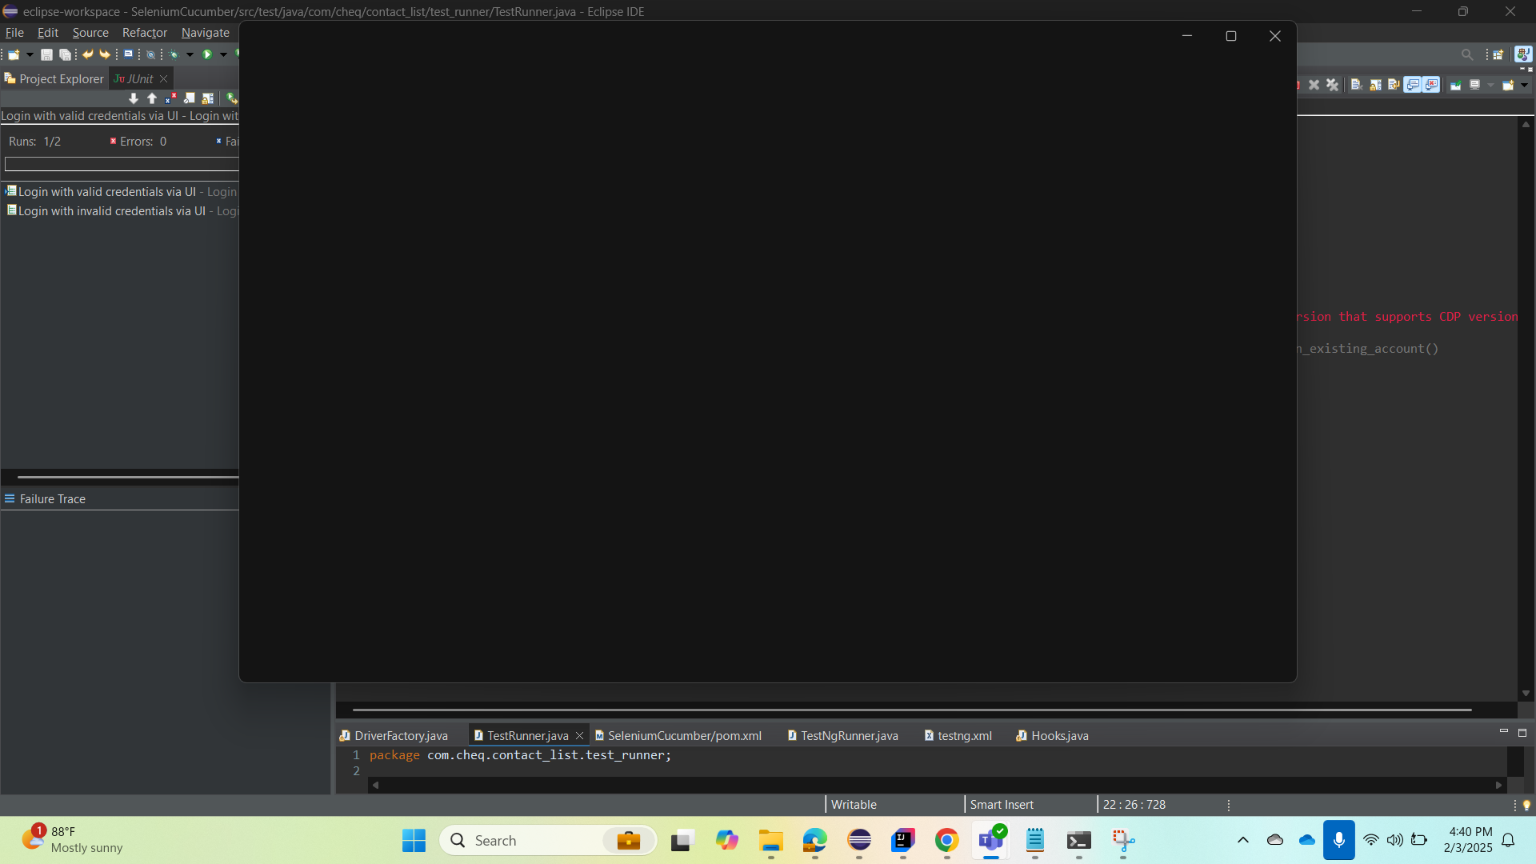 eclipse-workspace - SeleniumCucumber/src/test/java/com/cheq/contact_list/test_runner/TestRunner.java - Eclipse IDE
File Edit Source Refactor Navigate
Project Explorer JUnit
Login with valid credentials via UI - Login wit
Runs: 1/2 Errors: 0 Fai
Login with valid credentials via UI - Login
Login with invalid credentials via UI - Logi
rsion that supports CDP version
n_existing_account()
Failure Trace
DriverFactory.java TestRunner.java SeleniumCucumber/pom.xml TestNgRunner.java testng.xml Hooks.java
1 package com.cheq.contact_list.test_runner;
2
Writable Smart Insert 22 : 26 : 728
1 88°F
Mostly sunny
Search
4:40 PM
2/3/2025